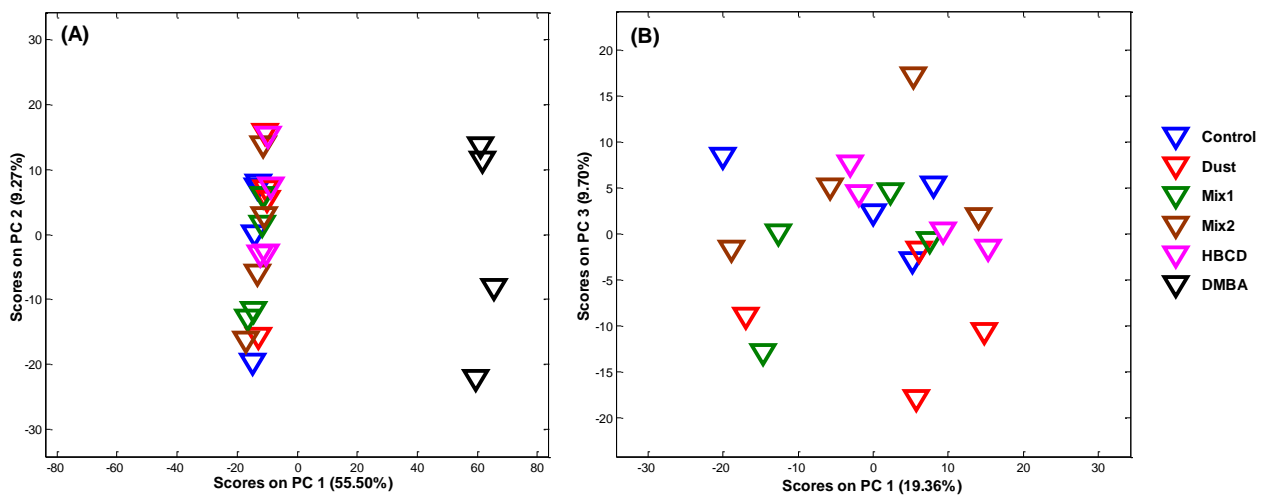 (A)
30
20
10
0
-10
-20
-30
Scores on PC 2 (9.27%)
-80 -60 -40 -20 0 20 40 60 80
Scores on PC 1 (55.50%)
(B)
20
15
10
5
0
-5
-10
-15
-20
Scores on PC 3 (9.70%)
-30 -20 -10 0 10 20 30
Scores on PC 1 (19.36%)
Control
Dust
Mix1
Mix2
HBCD
DMBA